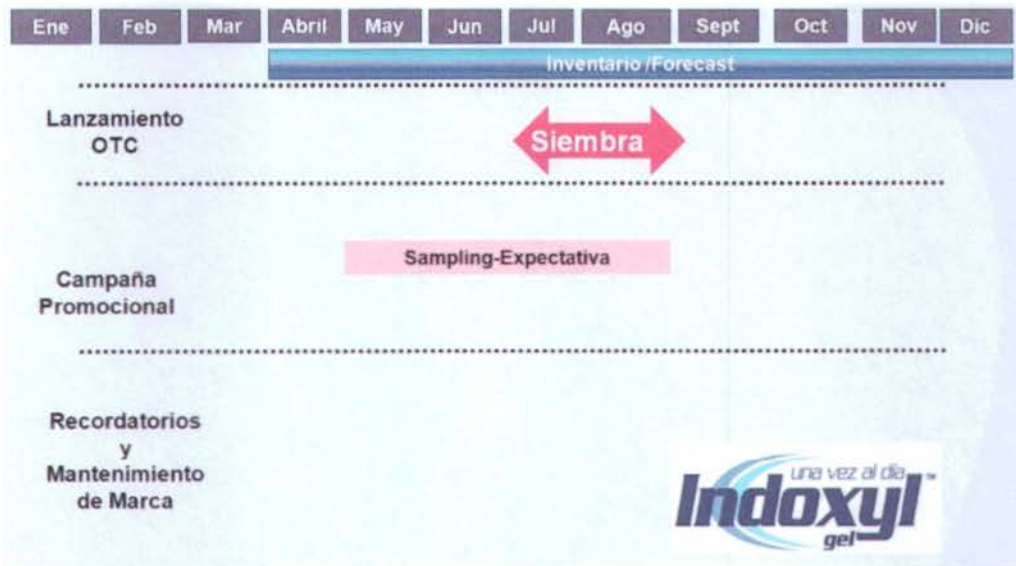 Ene Feb Mar Abril May Jun Jul Ago Sept Oct Nov Dic
Inventario /Forecast
Lanzamiento
OTC
Siembra
Sampling-Expectativa
Campaña
Promocional
Recordatorios
y
Mantenimiento
de Marca
una vez al día™
Indoxyl
gel